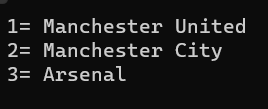 1= Manchester United
2= Manchester City
3= Arsenal